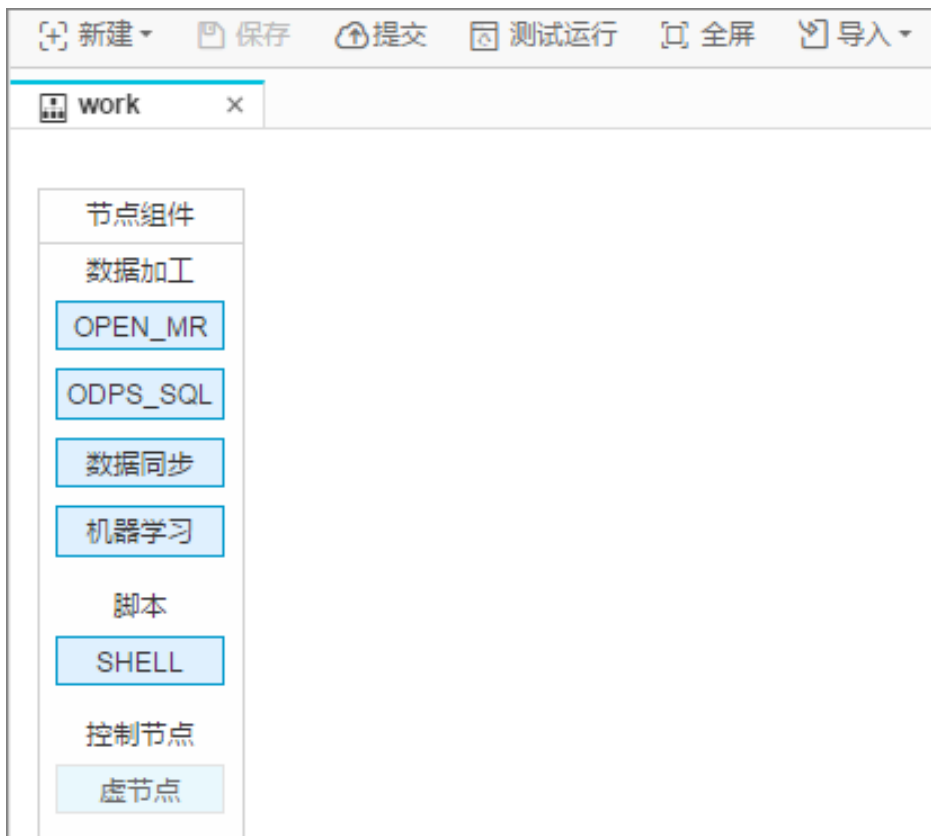 新建 保存 提交 测试运行 全屏 导入
work
节点组件
数据加工
OPEN_MR
ODPS_SQL
数据同步
机器学习
脚本
SHELL
控制节点
虚节点